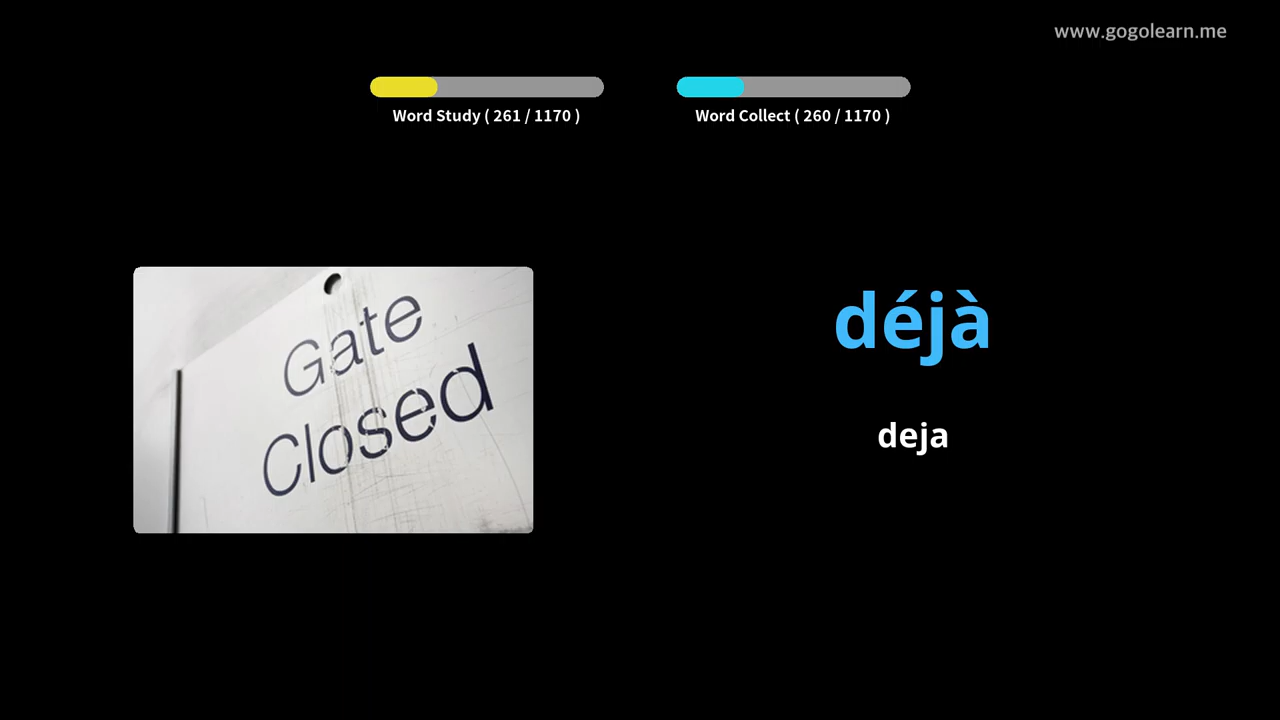 www.gogolearn.me
Word Study ( 261 / 1170 )
Word Collect ( 260 / 1170 )
Gate
Closed
déjà
deja